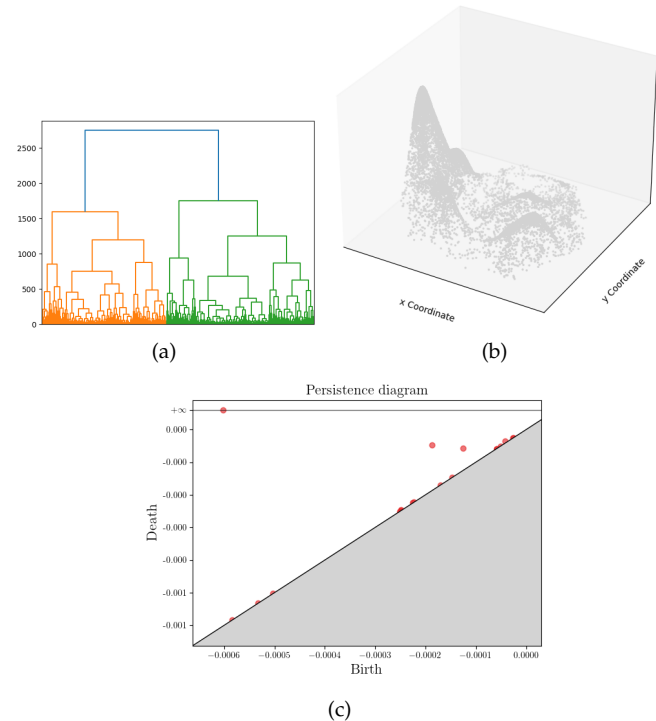 2500
2000
1500
1000
500
0
(a)
x Coordinate
y Coordinate
(b)
Persistence diagram
+∞
0.000
-0.000
-0.000
-0.000
-0.000
-0.001
-0.001
Death
−0.0006 −0.0005 −0.0004 −0.0003 −0.0002 −0.0001 0.0000
Birth
(c)